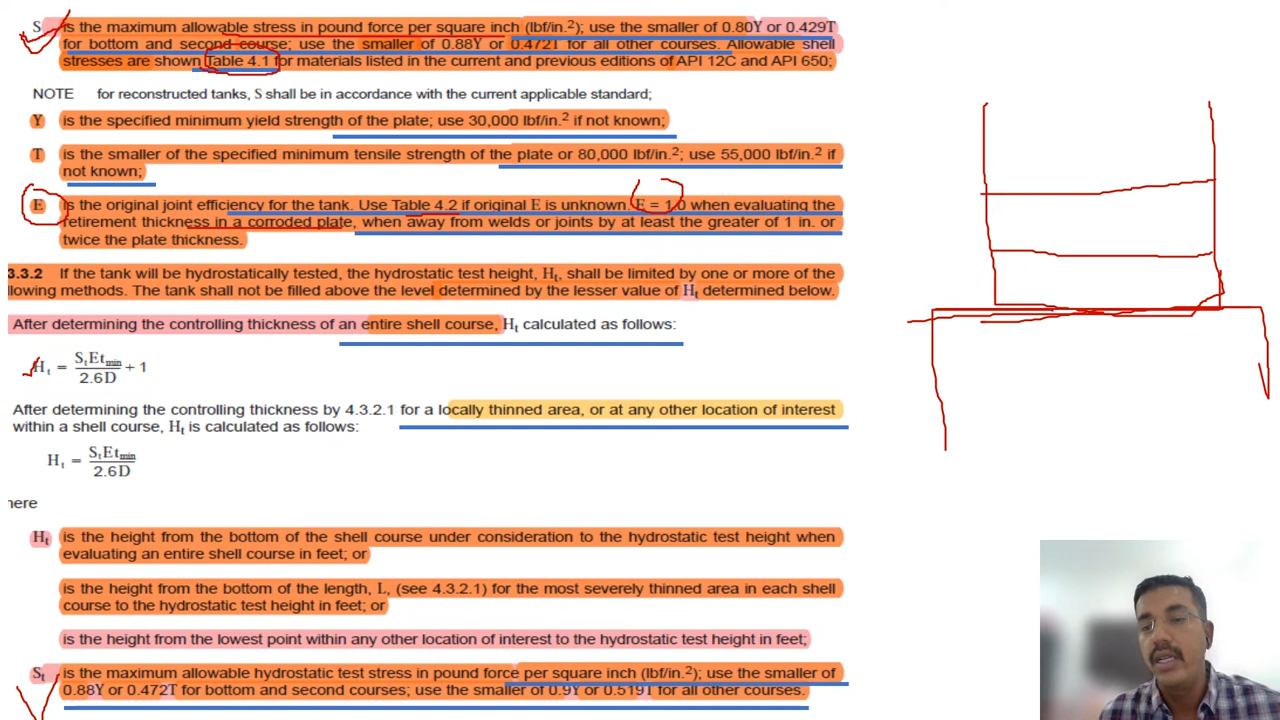 S is the maximum allowable stress in pound force per square inch (lbf/in.²); use the smaller of 0.80Y or 0.429T
for bottom and second course; use the smaller of 0.88Y or 0.472T for all other courses. Allowable shell
stresses are shown Table 4.1 for materials listed in the current and previous editions of API 12C and API 650;
NOTE for reconstructed tanks, S shall be in accordance with the current applicable standard;
Y is the specified minimum yield strength of the plate; use 30,000 lbf/in.² if not known;
T is the smaller of the specified minimum tensile strength of the plate or 80,000 lbf/in.²; use 55,000 lbf/in.² if
not known;
E is the original joint efficiency for the tank. Use Table 4.2 if original E is unknown. E = 1.0 when evaluating the
retirement thickness in a corroded plate, when away from welds or joints by at least the greater of 1 in. or
twice the plate thickness.
3.3.2 If the tank will be hydrostatically tested, the hydrostatic test height, Ht, shall be limited by one or more of the
llowing methods. The tank shall not be filled above the level determined by the lesser value of Ht determined below.
After determining the controlling thickness of an entire shell course, Ht calculated as follows:
Ht = StEtmin / 2.6D + 1
After determining the controlling thickness by 4.3.2.1 for a locally thinned area, or at any other location of interest
within a shell course, Ht is calculated as follows:
Ht = StEtmin / 2.6D
here
Ht is the height from the bottom of the shell course under consideration to the hydrostatic test height when
evaluating an entire shell course in feet; or
is the height from the bottom of the length, L, (see 4.3.2.1) for the most severely thinned area in each shell
course to the hydrostatic test height in feet; or
is the height from the lowest point within any other location of interest to the hydrostatic test height in feet;
St is the maximum allowable hydrostatic test stress in pound force per square inch (lbf/in.²); use the smaller of
0.88Y or 0.472T for bottom and second courses; use the smaller of 0.9Y or 0.519T for all other courses.